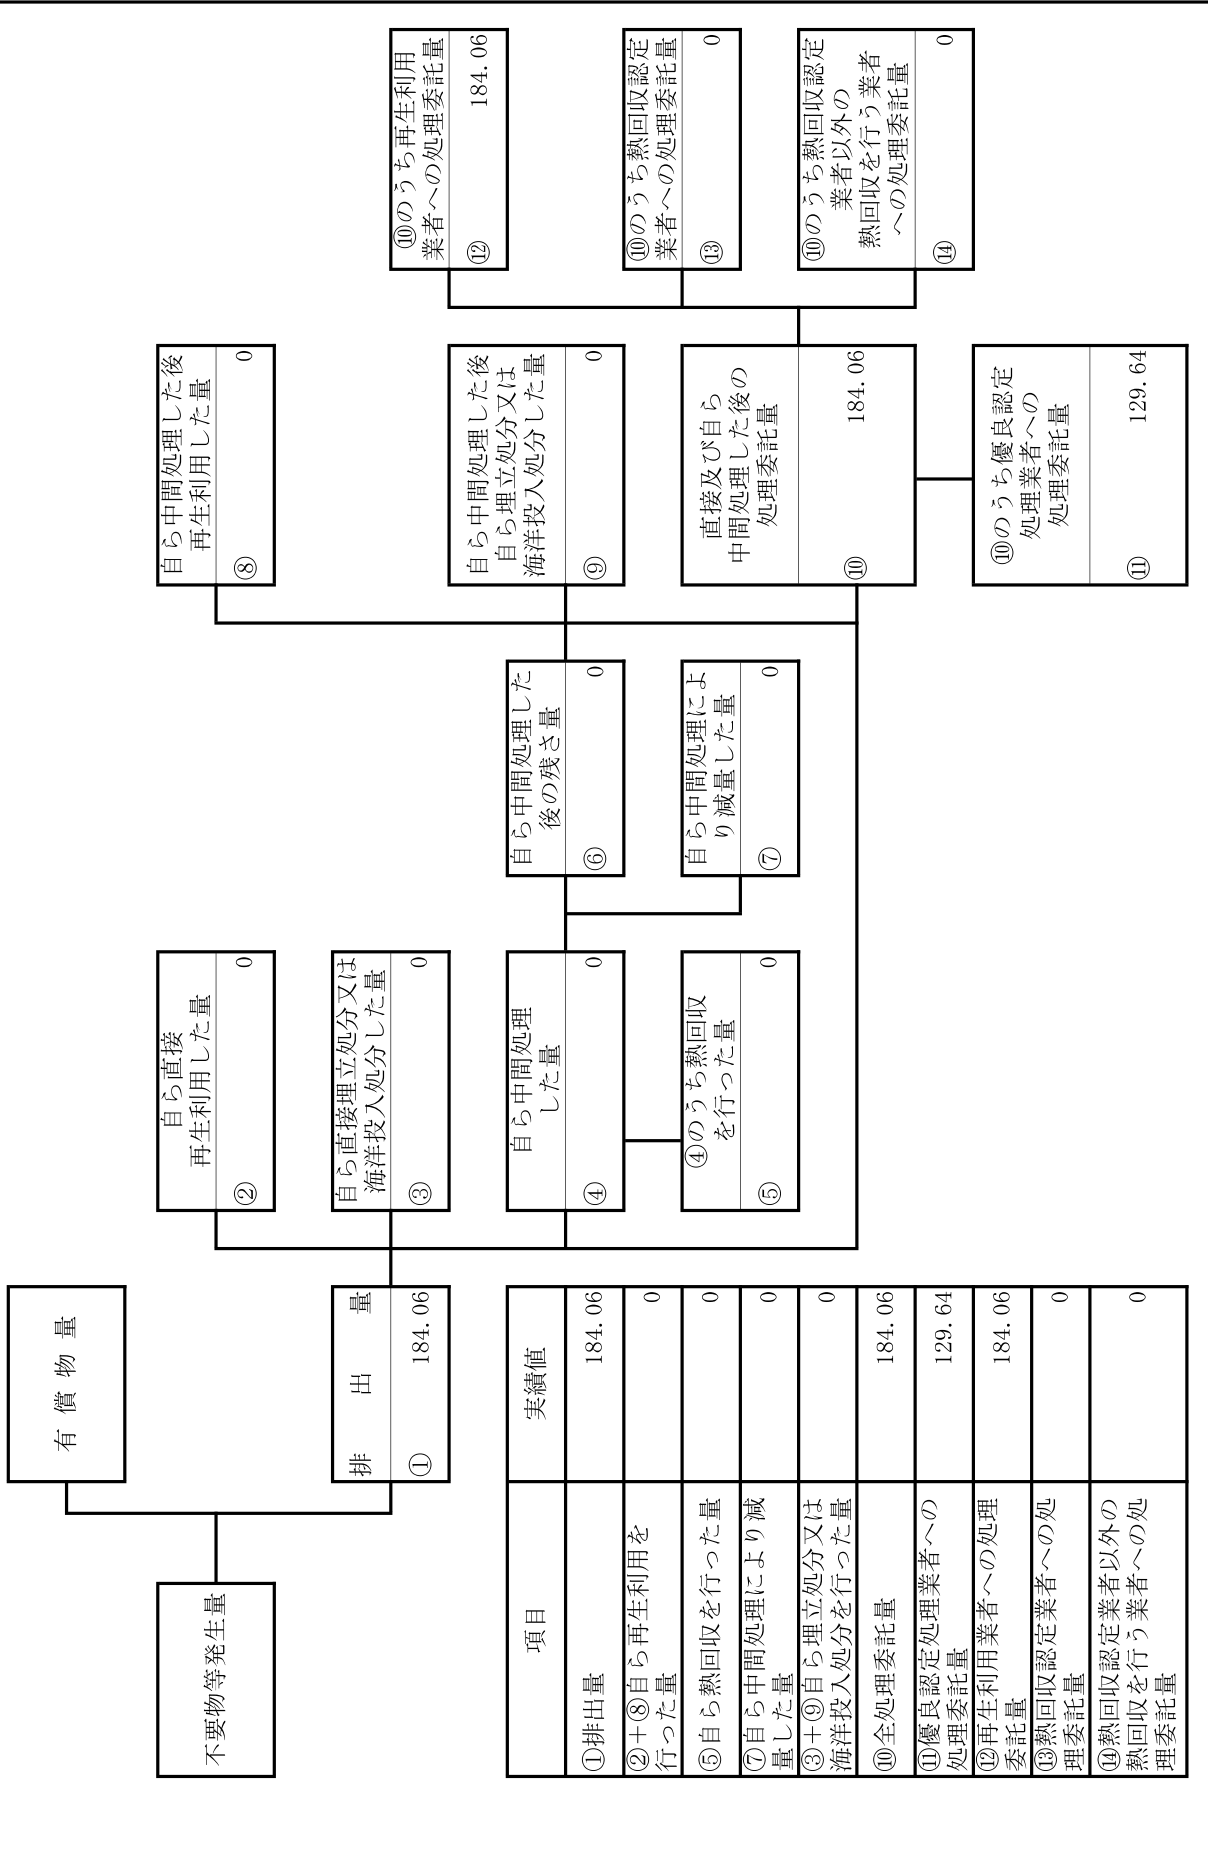 有 償 物 量
不要物等発生量
排 出 量
① 184.06
自ら直接
再生利用した量
② 0
自ら直接埋立処分又は
海洋投入処分した量
③ 0
自ら中間処理
した量
④ 0
④のうち熱回収
を行った量
⑤ 0
自ら中間処理した
後の残さ量
⑥ 0
自ら中間処理によ
り減量した量
⑦ 0
自ら中間処理した後
再生利用した量
⑧ 0
自ら中間処理した後
自ら埋立処分又は
海洋投入処分した量
⑨ 0
直接及び自ら
中間処理した後の
処理委託量
⑩ 184.06
⑩のうち優良認定
処理業者への
処理委託量
⑪ 129.64
⑩のうち再生利用
業者への処理委託量
⑫ 184.06
⑩のうち熱回収認定
業者への処理委託量
⑬ 0
⑩のうち熱回収認定
業者以外の
熱回収を行う業者
への処理委託量
⑭ 0
項目 実績値
①排出量 184.06
②＋⑧自ら再生利用を
行った量 0
⑤自ら熱回収を行った量 0
⑦自ら中間処理により減
量した量 0
③＋⑨自ら埋立処分又は
海洋投入処分を行った量 0
⑩全処理委託量 184.06
⑪優良認定処理業者への
処理委託量 129.64
⑫再生利用業者への処理
委託量 184.06
⑬熱回収認定業者への処
理委託量 0
⑭熱回収認定業者以外の
熱回収を行う業者への処
理委託量 0